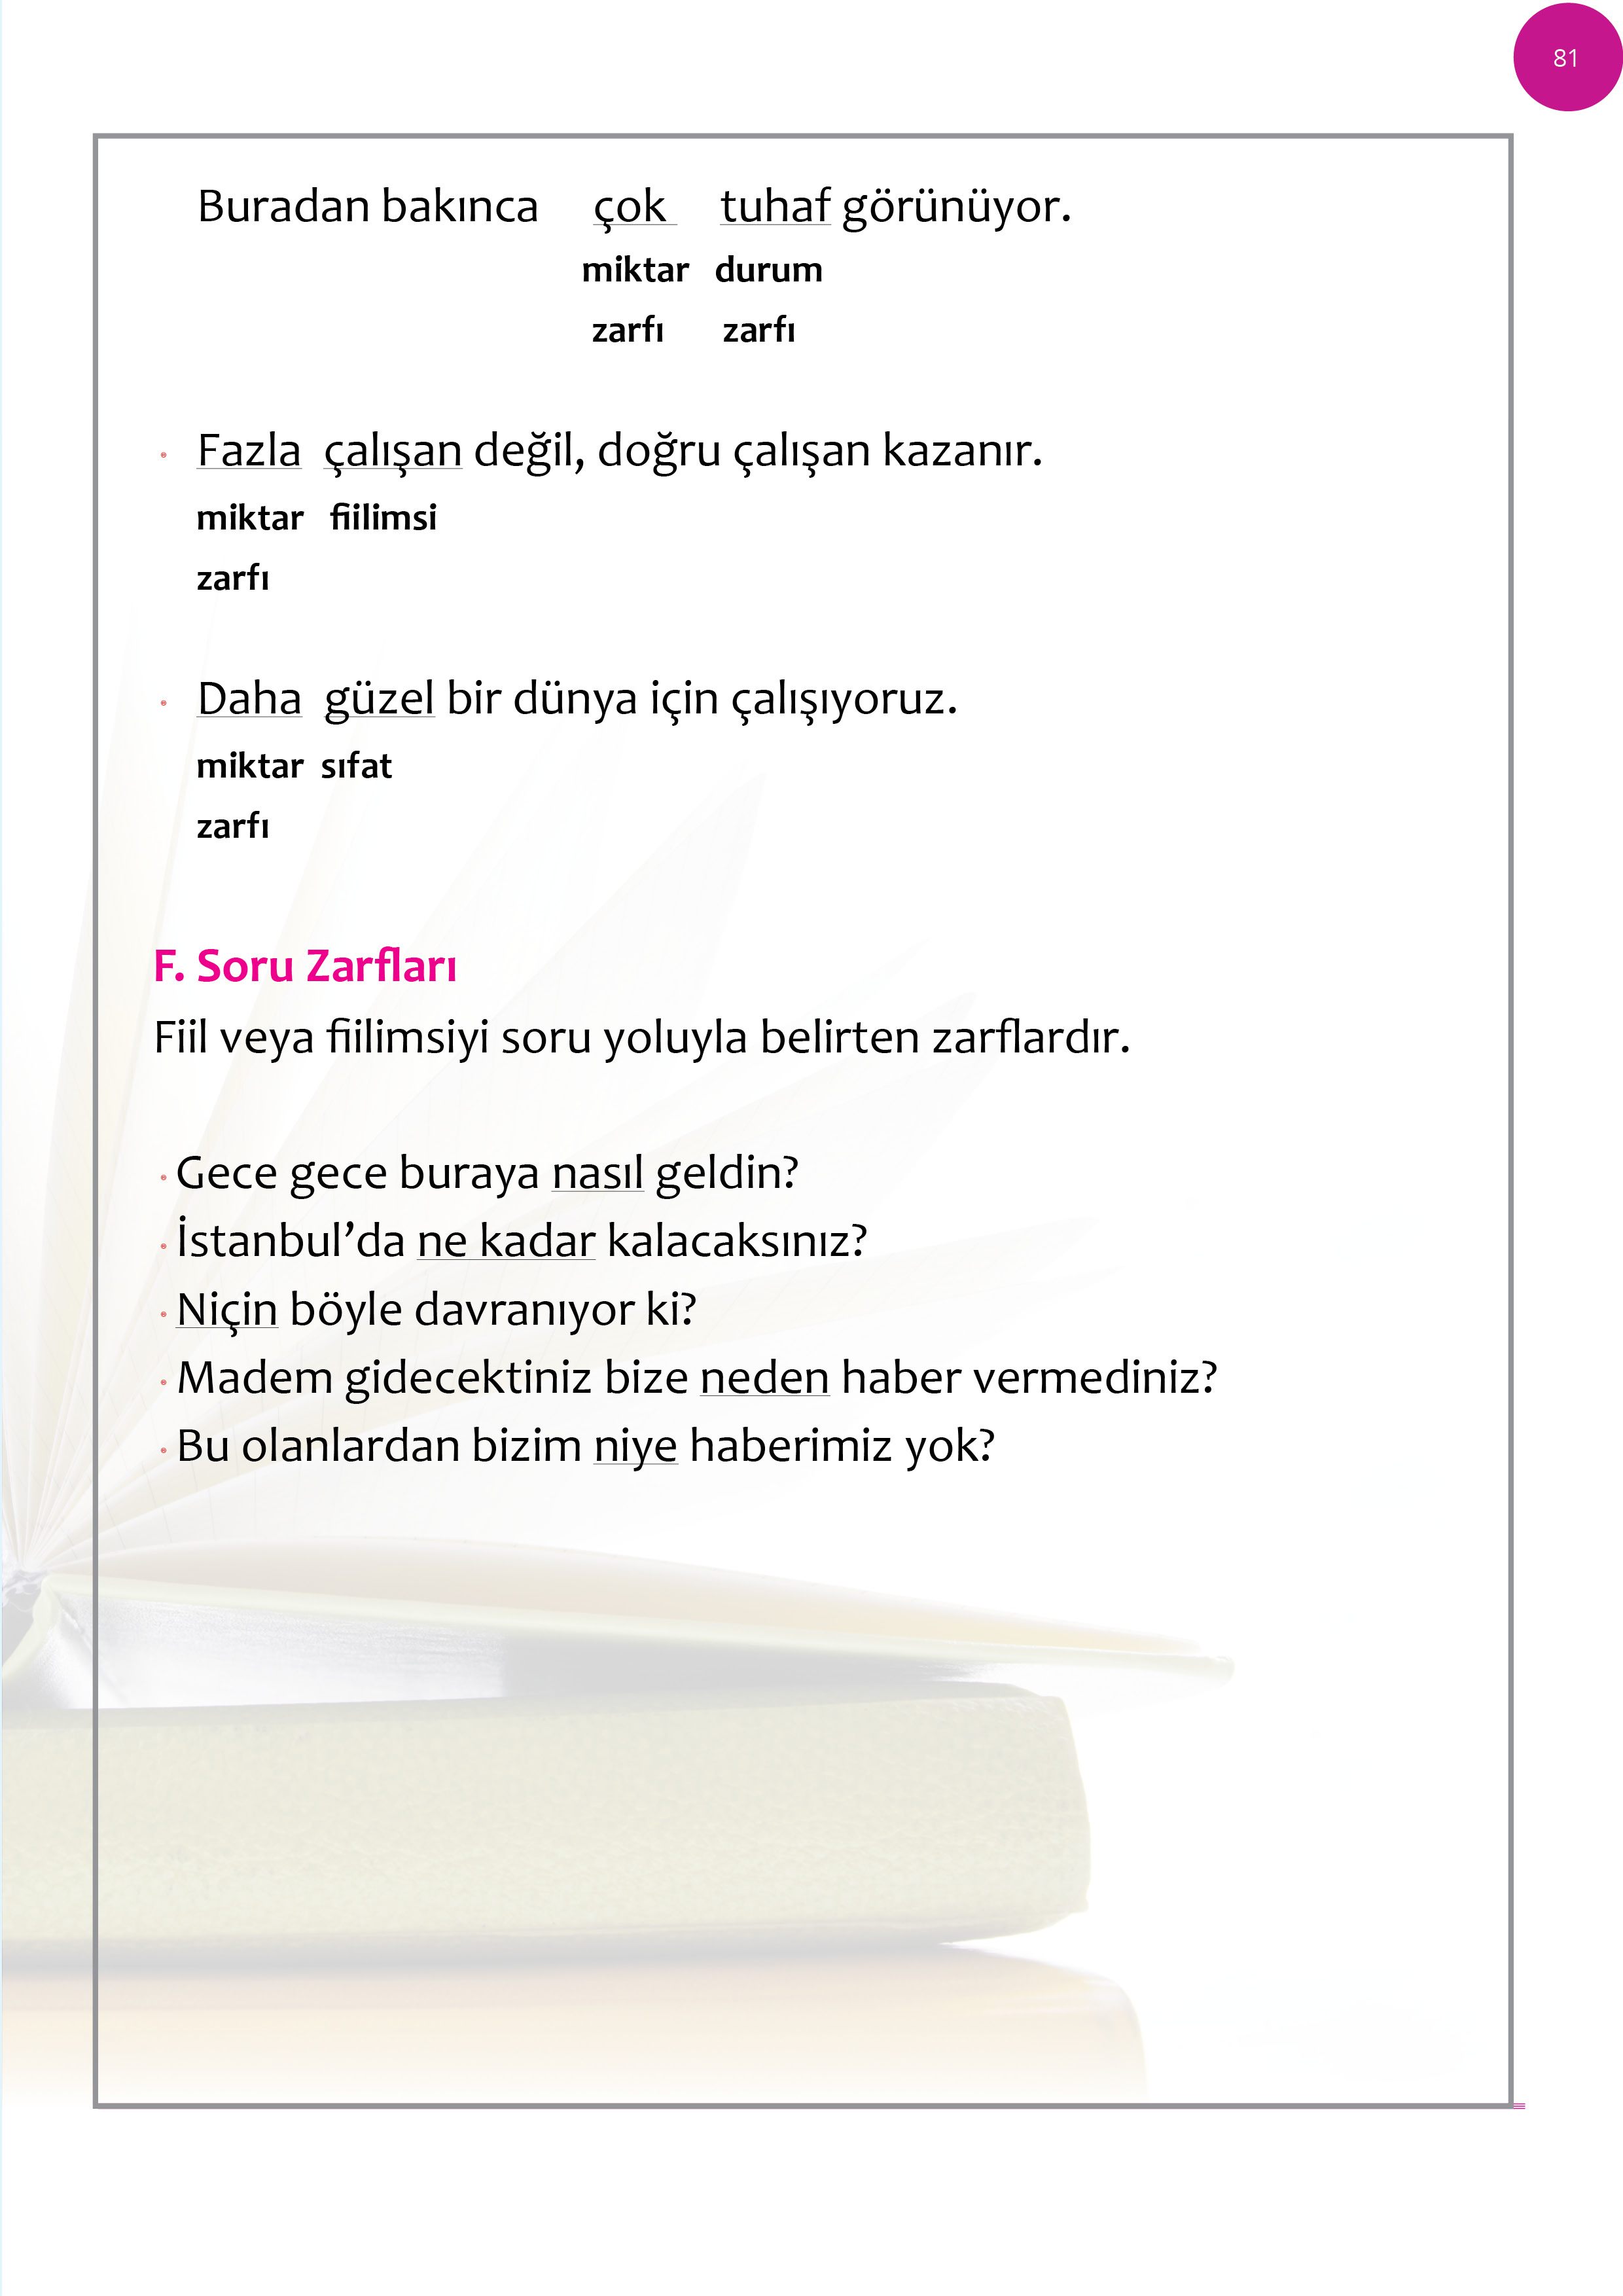 81
Buradan bakınca çok tuhaf görünüyor.
miktar durum
zarfı zarfı
Fazla çalışan değil, doğru çalışan kazanır.
miktar fiilimsi
zarfı
Daha güzel bir dünya için çalışıyoruz.
miktar sıfat
zarfı
F. Soru Zarfları
Fiil veya fiilimsiyi soru yoluyla belirten zarflardır.
Gece gece buraya nasıl geldin?
İstanbul’da ne kadar kalacaksınız?
Niçin böyle davranıyor ki?
Madem gidecektiniz bize neden haber vermediniz?
Bu olanlardan bizim niye haberimiz yok?